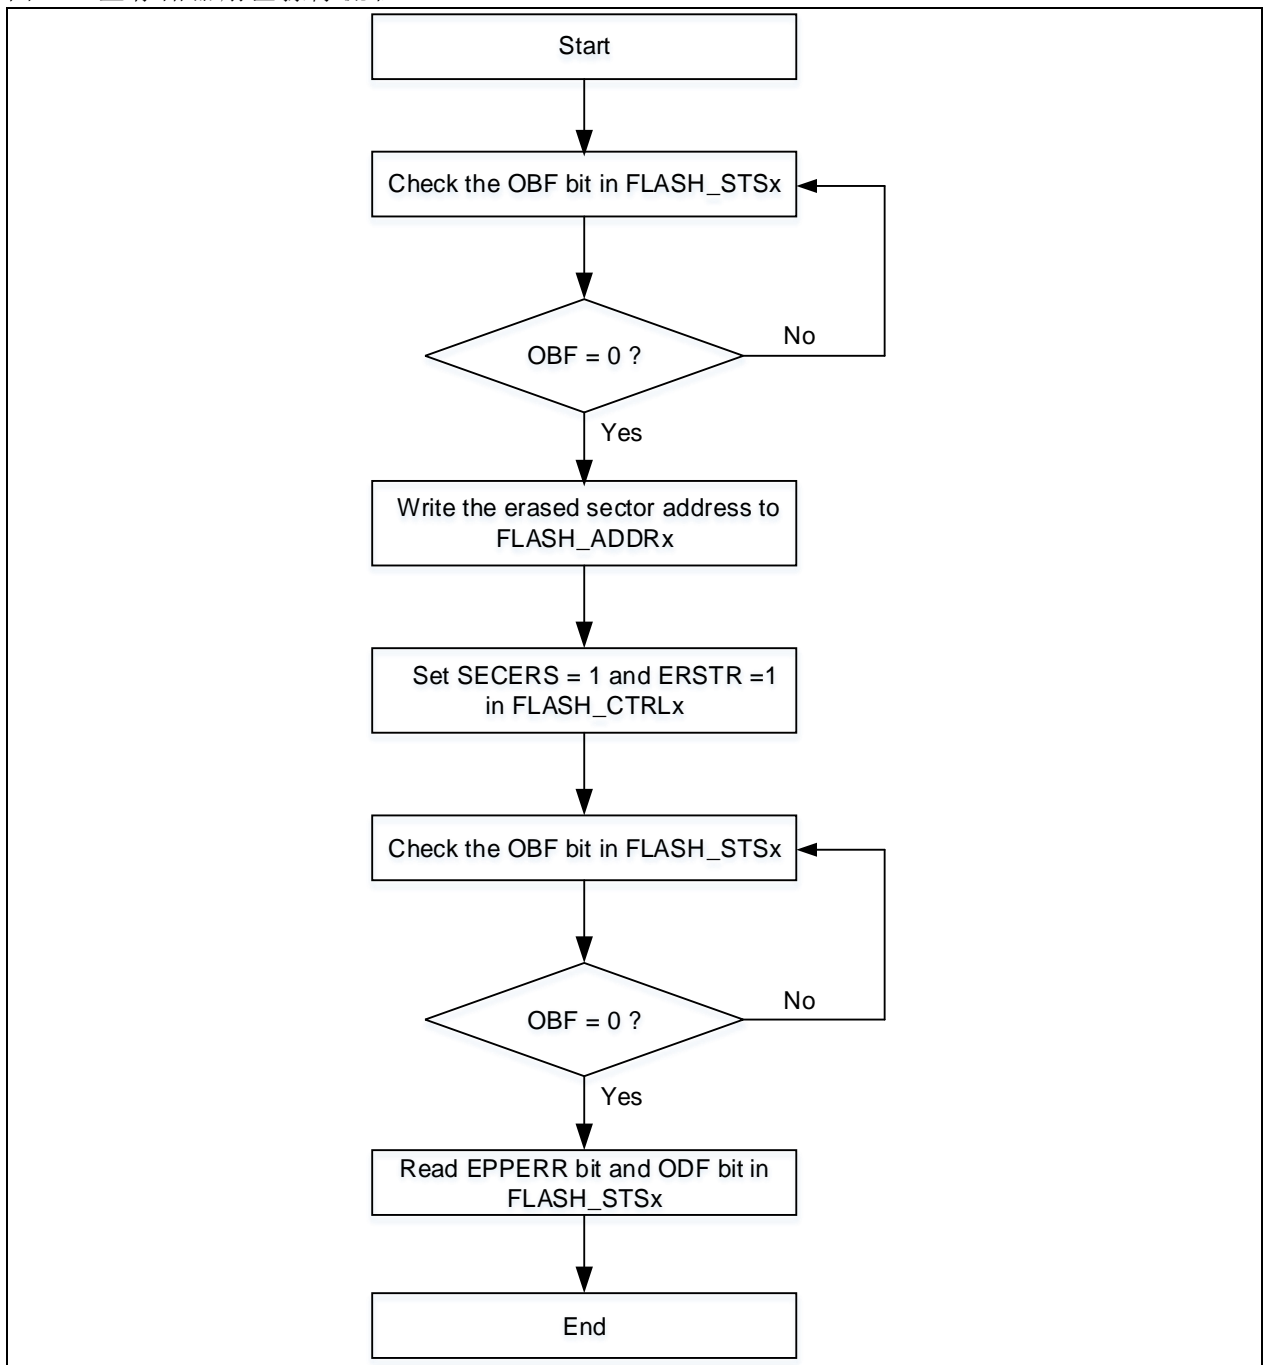 Start
Check the OBF bit in FLASH_STSx
OBF = 0 ?
No
Yes
Write the erased sector address to
FLASH_ADDRx
Set SECERS = 1 and ERSTR =1
in FLASH_CTRLx
Check the OBF bit in FLASH_STSx
OBF = 0 ?
No
Yes
Read EPPERR bit and ODF bit in
FLASH_STSx
End